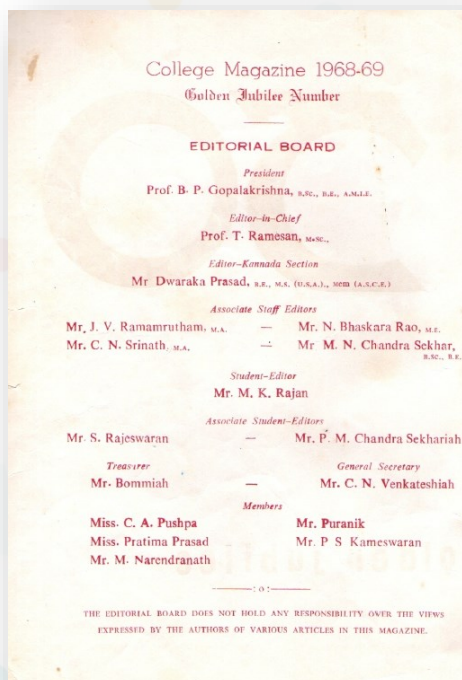 College Magazine 1968-69
Golden Jubilee Number
EDITORIAL BOARD
President
Prof. B. P. Gopalakrishna, B.Sc., B.E., A.M.I.E.
Editor-in-Chief
Prof. T. Ramesan, M.Sc.,
Editor-Kannada Section
Mr Dwaraka Prasad, B.E., M.S. (U.S.A.)., Mem (A.S.C.E.)
Associate Staff Editors
Mr. J. V. Ramamrutham, M.A. — Mr. N. Bhaskara Rao, M.E.
Mr. C. N. Srinath, M.A. — Mr M. N. Chandra Sekhar,
B.Sc., B.E.
Student-Editor
Mr. M. K. Rajan
Associate Student-Editors
Mr. S. Rajeswaran — Mr. P. M. Chandra Sekhariah
Treasurer General Secretary
Mr. Bommiah — Mr. C. N. Venkateshiah
Members
Miss. C. A. Pushpa Mr. Puranik
Miss. Pratima Prasad Mr. P S Kameswaran
Mr. M. Narendranath
:o:
THE EDITORIAL BOARD DOES NOT HOLD ANY RESPONSIBILITY OVER THE VIEWS
EXPRESSED BY THE AUTHORS OF VARIOUS ARTICLES IN THIS MAGAZINE.